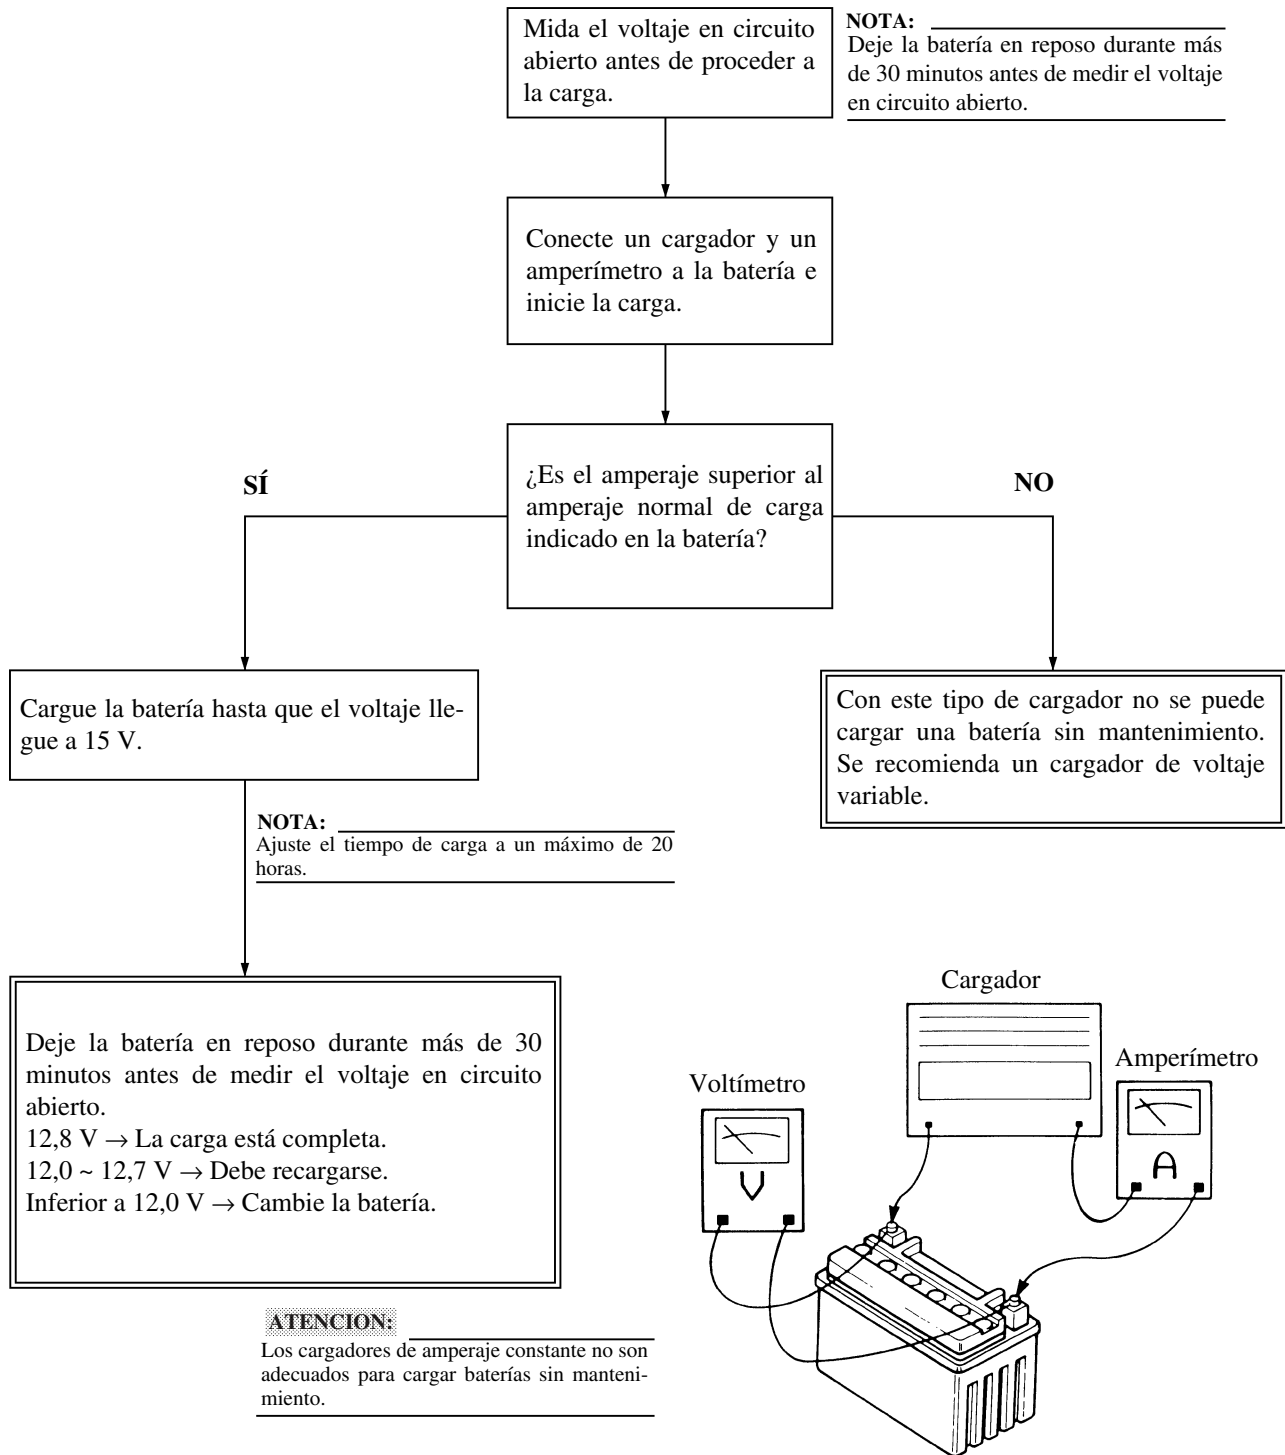 Mida el voltaje en circuito
abierto antes de proceder a
la carga.
NOTA:
Deje la batería en reposo durante más
de 30 minutos antes de medir el voltaje
en circuito abierto.
Conecte un cargador y un
amperímetro a la batería e
inicie la carga.
¿Es el amperaje superior al
amperaje normal de carga
indicado en la batería?
SÍ
NO
Cargue la batería hasta que el voltaje lle-
gue a 15 V.
Con este tipo de cargador no se puede
cargar una batería sin mantenimiento.
Se recomienda un cargador de voltaje
variable.
NOTA:
Ajuste el tiempo de carga a un máximo de 20
horas.
Deje la batería en reposo durante más de 30
minutos antes de medir el voltaje en circuito
abierto.
12,8 V → La carga está completa.
12,0 ~ 12,7 V → Debe recargarse.
Inferior a 12,0 V → Cambie la batería.
Cargador
Amperímetro
Voltímetro
V
A
ATENCION:
Los cargadores de amperaje constante no son
adecuados para cargar baterías sin manteni-
miento.